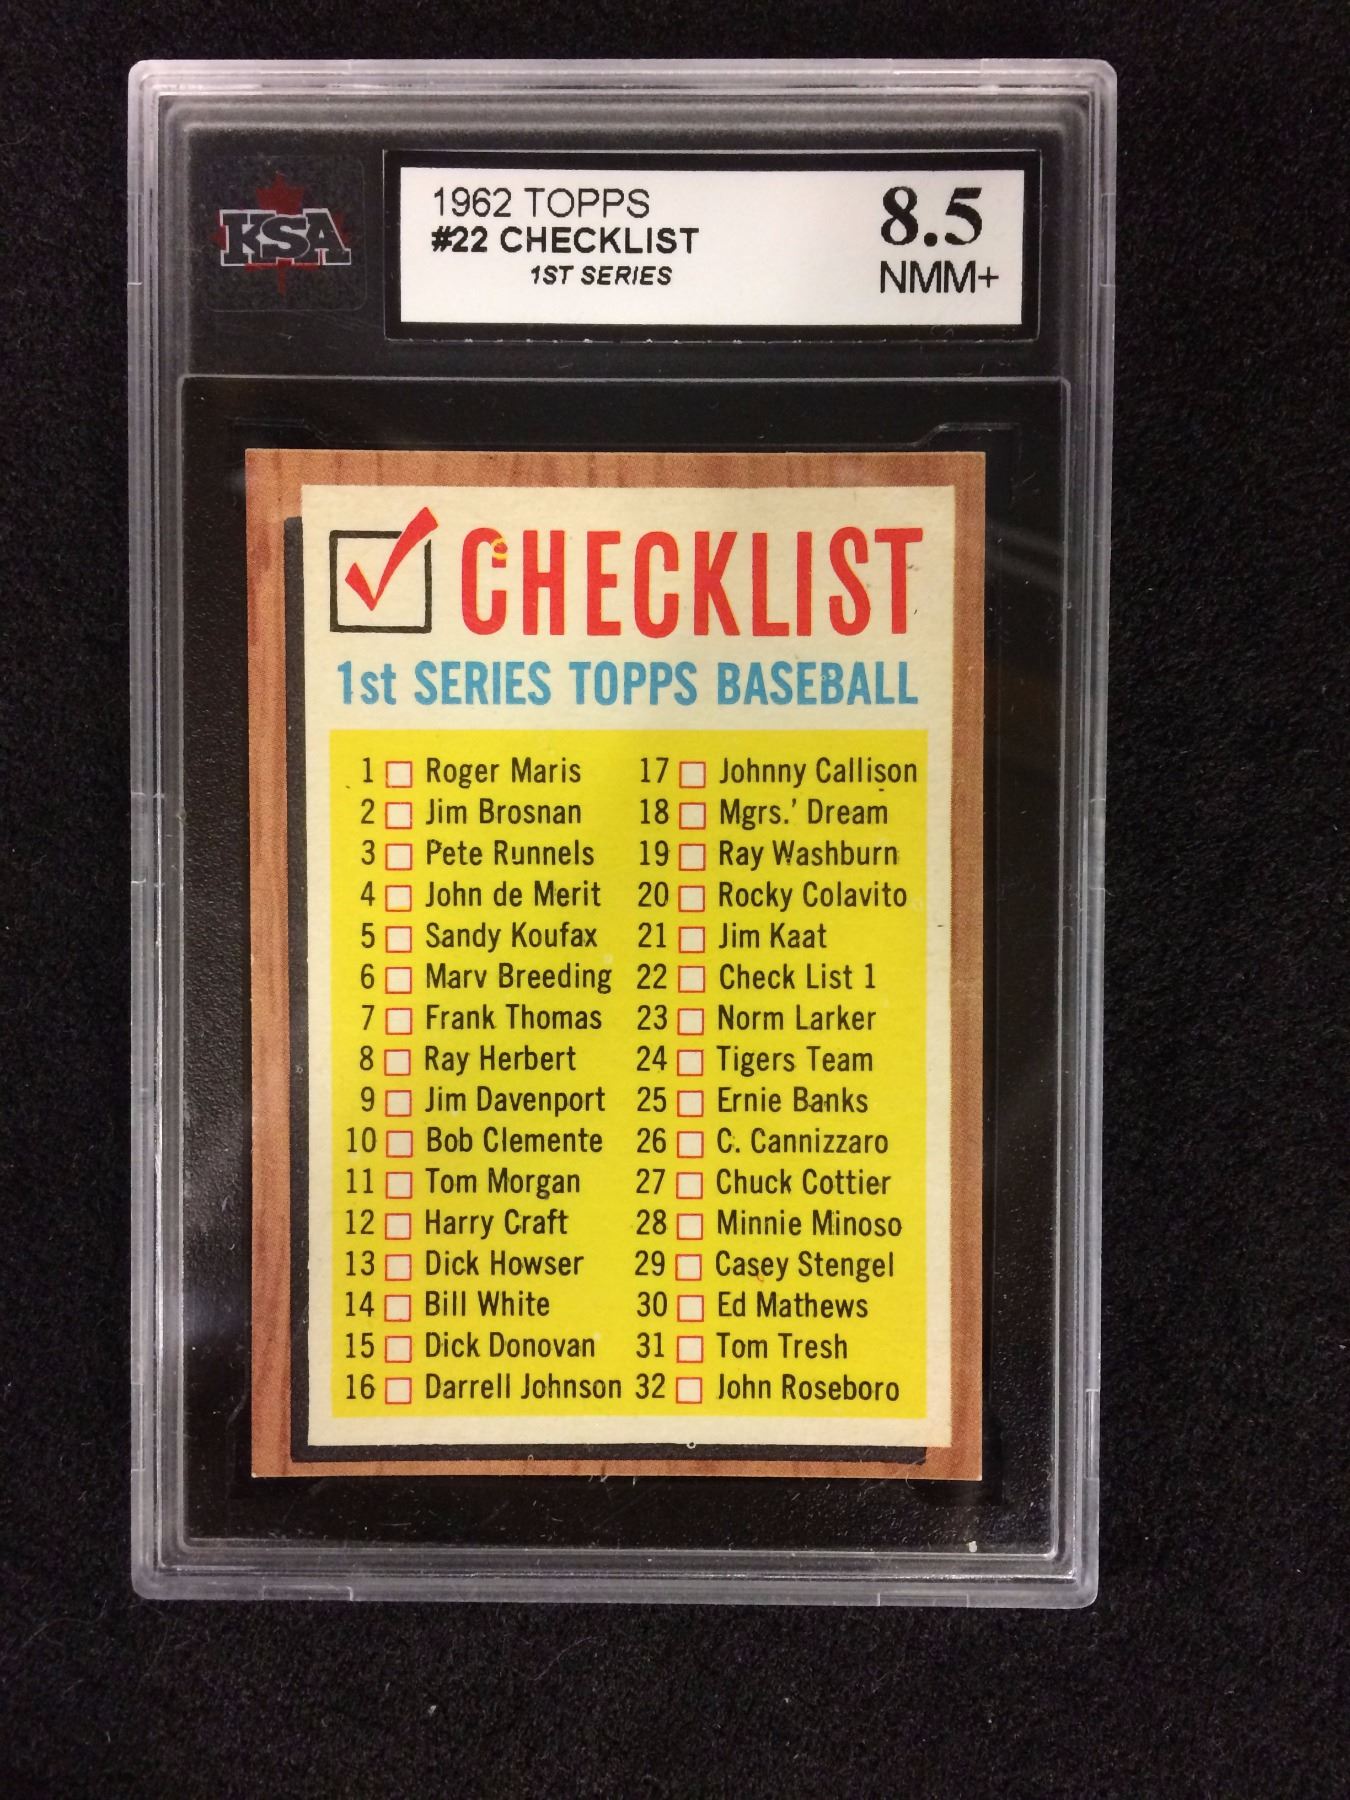 KSA
1962 TOPPS
#22 CHECKLIST
1ST SERIES
8.5
NMM+
CHECKLIST
1st SERIES TOPPS BASEBALL
1 Roger Maris
2 Jim Brosnan
3 Pete Runnels
4 John de Merit
5 Sandy Koufax
6 Marv Breeding
7 Frank Thomas
8 Ray Herbert
9 Jim Davenport
10 Bob Clemente
11 Tom Morgan
12 Harry Craft
13 Dick Howser
14 Bill White
15 Dick Donovan
16 Darrell Johnson
17 Johnny Callison
18 Mgrs.' Dream
19 Ray Washburn
20 Rocky Colavito
21 Jim Kaat
22 Check List 1
23 Norm Larker
24 Tigers Team
25 Ernie Banks
26 C. Cannizzaro
27 Chuck Cottier
28 Minnie Minoso
29 Casey Stengel
30 Ed Mathews
31 Tom Tresh
32 John Roseboro